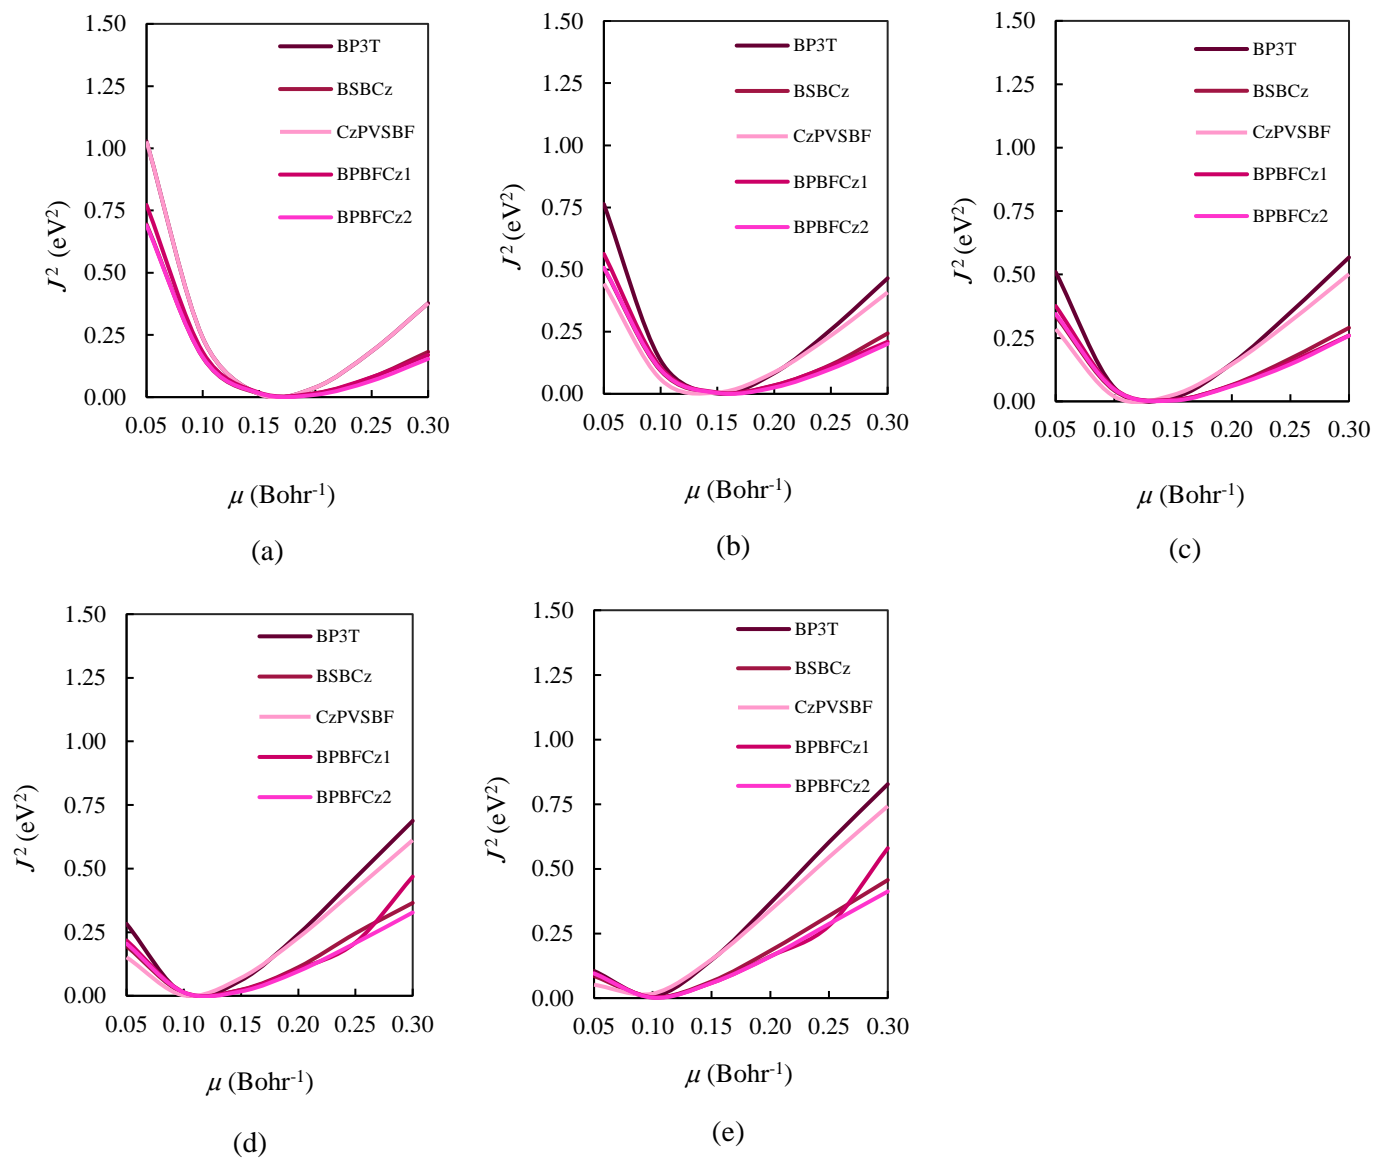 1.50
1.25
1.00
0.75
0.50
0.25
0.00
J² (eV²)
BP3T
BSBCz
CzPVSBF
BPBFCz1
BPBFCz2
0.05 0.10 0.15 0.20 0.25 0.30
μ (Bohr⁻¹)
(a)
1.50
1.25
1.00
0.75
0.50
0.25
0.00
J² (eV²)
BP3T
BSBCz
CzPVSBF
BPBFCz1
BPBFCz2
0.05 0.10 0.15 0.20 0.25 0.30
μ (Bohr⁻¹)
(b)
1.50
1.25
1.00
0.75
0.50
0.25
0.00
J² (eV²)
BP3T
BSBCz
CzPVSBF
BPBFCz1
BPBFCz2
0.05 0.10 0.15 0.20 0.25 0.30
μ (Bohr⁻¹)
(c)
1.50
1.25
1.00
0.75
0.50
0.25
0.00
J² (eV²)
BP3T
BSBCz
CzPVSBF
BPBFCz1
BPBFCz2
0.05 0.10 0.15 0.20 0.25 0.30
μ (Bohr⁻¹)
(d)
1.50
1.25
1.00
0.75
0.50
0.25
0.00
J² (eV²)
BP3T
BSBCz
CzPVSBF
BPBFCz1
BPBFCz2
0.05 0.10 0.15 0.20 0.25 0.30
μ (Bohr⁻¹)
(e)